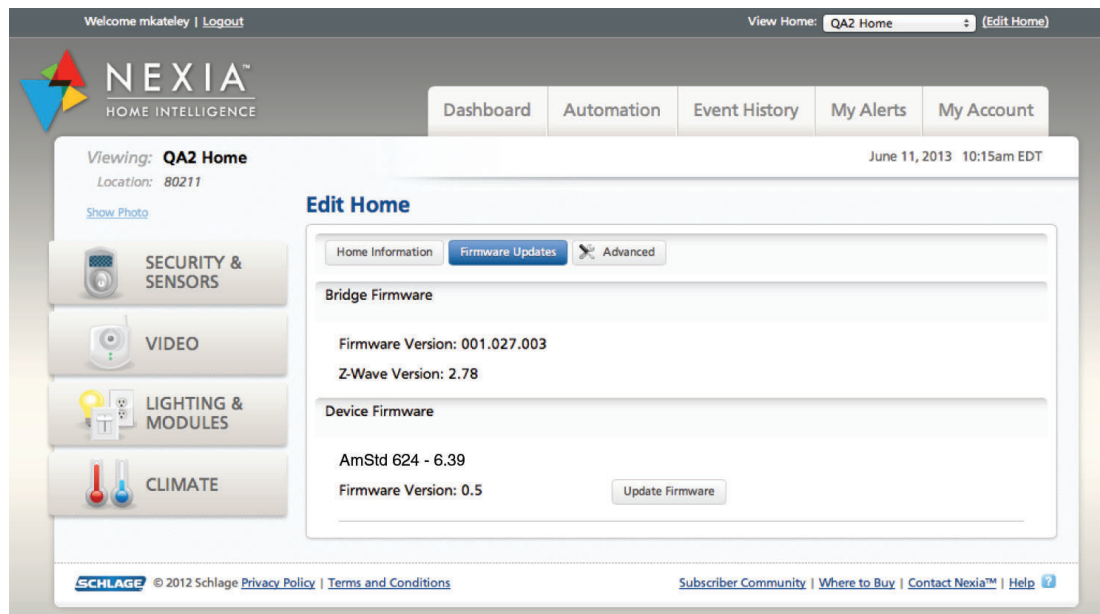 Welcome mkateley | Logout
View Home: QA2 Home (Edit Home)
NEXIA™
HOME INTELLIGENCE
Dashboard Automation Event History My Alerts My Account
Viewing: QA2 Home
June 11, 2013 10:15am EDT
Location: 80211
Show Photo
Edit Home
Home Information Firmware Updates Advanced
SECURITY &
SENSORS
VIDEO
LIGHTING &
MODULES
CLIMATE
Bridge Firmware
Firmware Version: 001.027.003
Z-Wave Version: 2.78
Device Firmware
AmStd 624 - 6.39
Firmware Version: 0.5 Update Firmware
SCHLAGE © 2012 Schlage Privacy Policy | Terms and Conditions
Subscriber Community | Where to Buy | Contact Nexia™ | Help ?